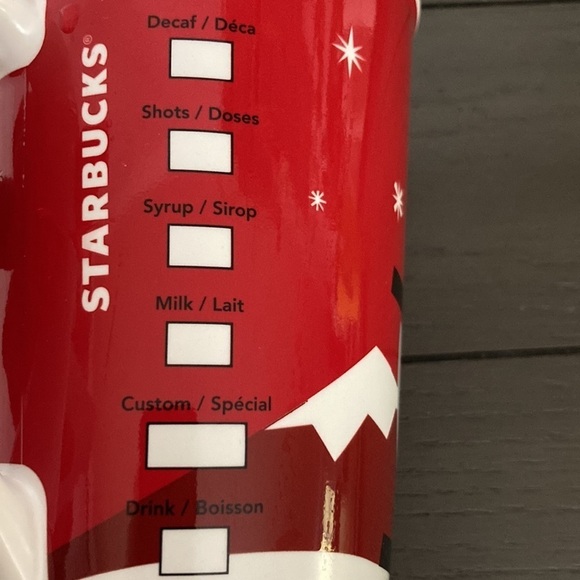 STARBUCKS®
Decaf / Déca
Shots / Doses
Syrup / Sirop
Milk / Lait
Custom / Spécial
Drink / Boisson